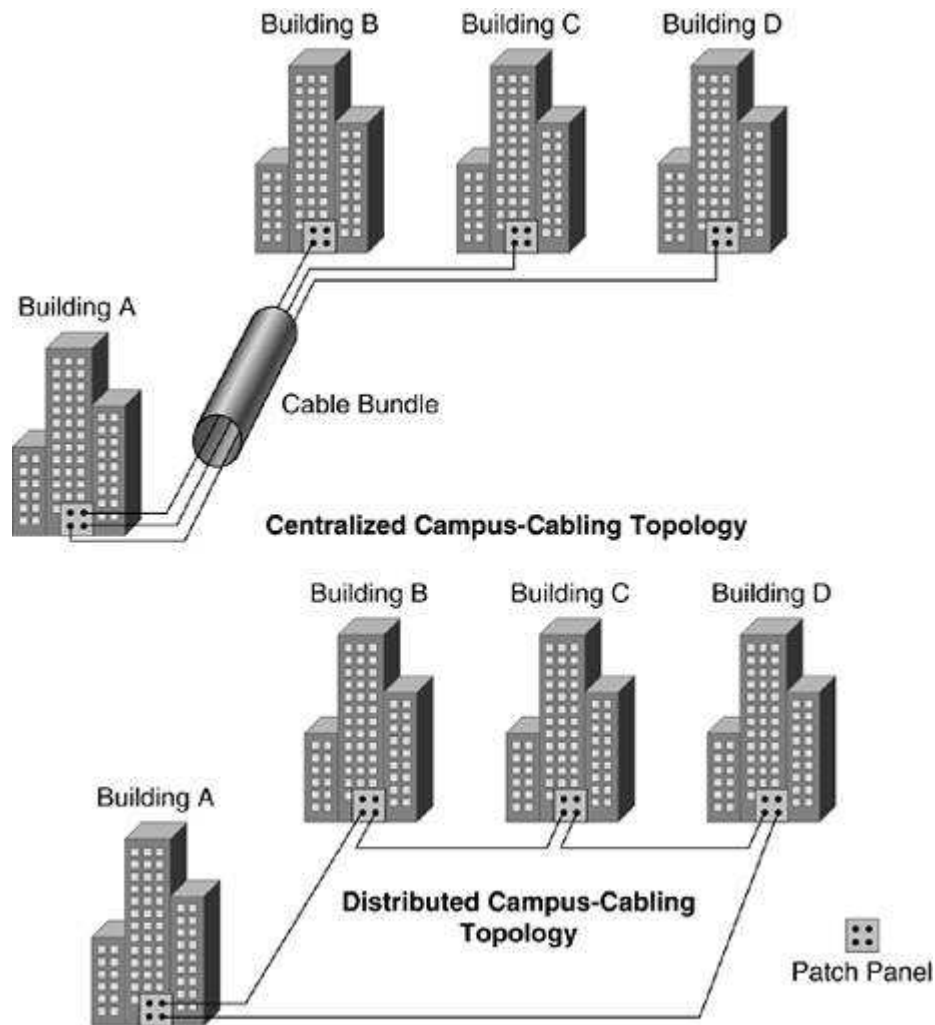 Building B
Building C
Building D
Building A
Cable Bundle
Centralized Campus-Cabling Topology
Building B
Building C
Building D
Building A
Distributed Campus-Cabling
Topology
Patch Panel